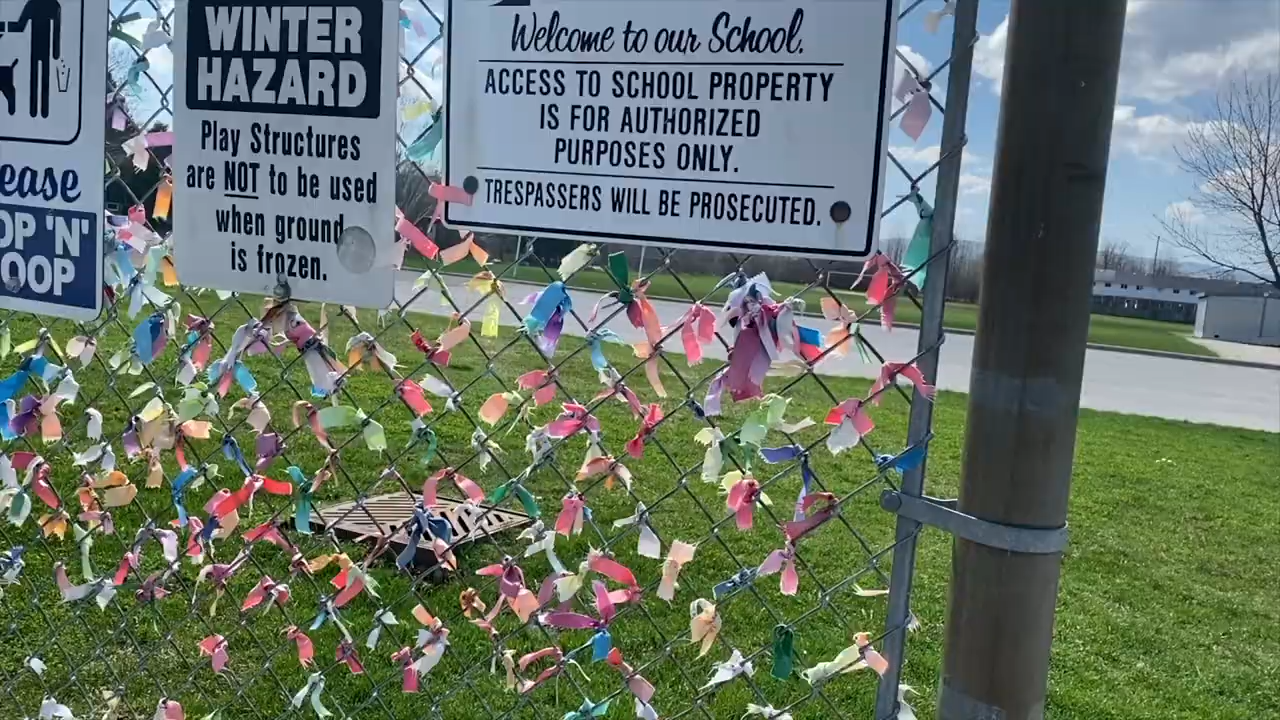 ease
OP 'N'
OOP
WINTER
HAZARD
Play Structures
are NOT to be used
when ground
is frozen.
Welcome to our School.
ACCESS TO SCHOOL PROPERTY
IS FOR AUTHORIZED
PURPOSES ONLY.
TRESPASSERS WILL BE PROSECUTED.